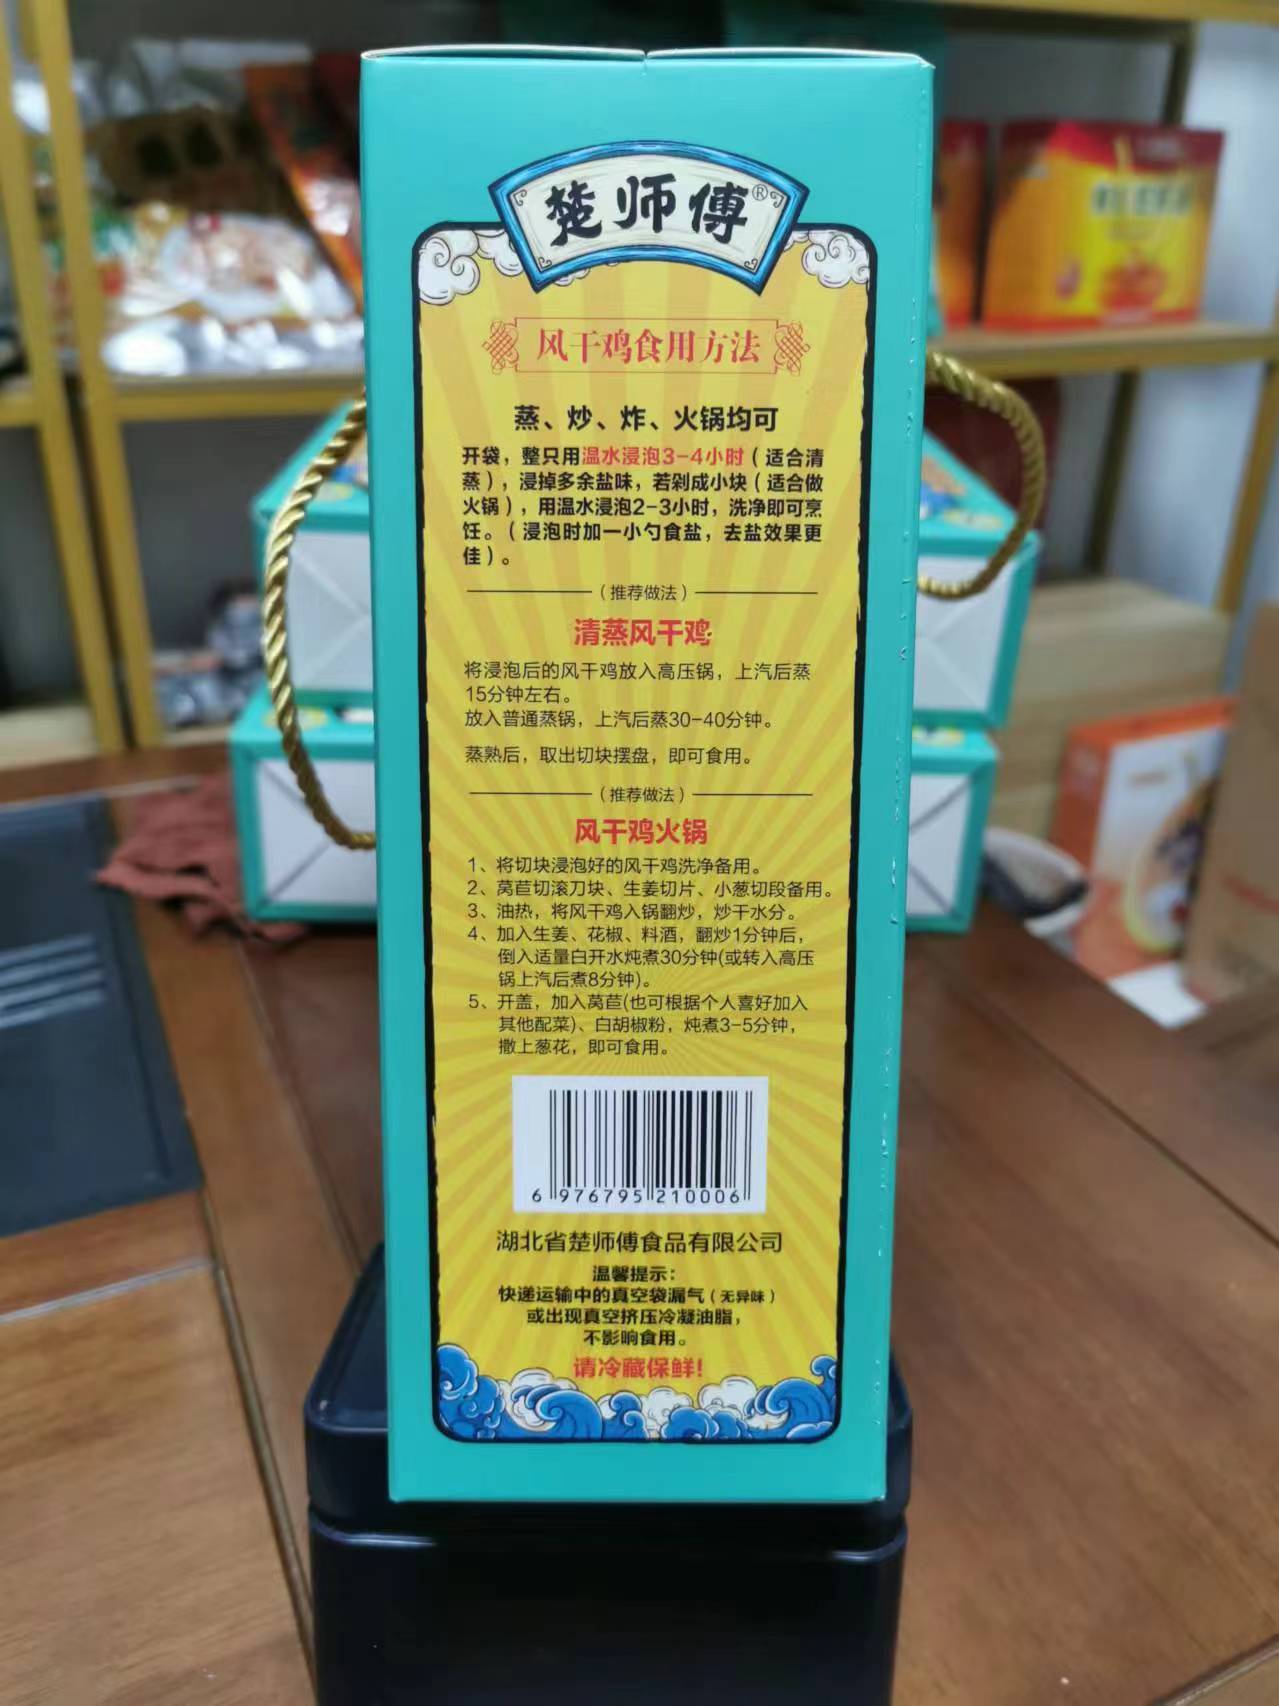 楚师傅®
风干鸡食用方法
蒸、炒、炸、火锅均可
开袋，整只用温水浸泡3-4小时（适合清
蒸），浸掉多余盐味，若剁成小块（适合做
火锅），用温水浸泡2-3小时，洗净即可烹
饪。（浸泡时加一小勺食盐，去盐效果更
佳）。
（推荐做法）
清蒸风干鸡
将浸泡后的风干鸡放入高压锅，上汽后蒸
15分钟左右。
放入普通蒸锅，上汽后蒸30-40分钟。
蒸熟后，取出切块摆盘，即可食用。
（推荐做法）
风干鸡火锅
1、将切块浸泡好的风干鸡洗净备用。
2、莴苣切滚刀块、生姜切片、小葱切段备用。
3、油热，将风干鸡入锅翻炒，炒干水分。
4、加入生姜、花椒、料酒，翻炒1分钟后，
倒入适量白开水炖煮30分钟(或转入高压
锅上汽后煮8分钟)。
5、开盖，加入莴苣(也可根据个人喜好加入
其他配菜)、白胡椒粉，炖煮3-5分钟，
撒上葱花，即可食用。
6 976795 210006
湖北省楚师傅食品有限公司
温馨提示：
快递运输中的真空袋漏气（无异味）
或出现真空挤压冷凝油脂，
不影响食用。
请冷藏保鲜!